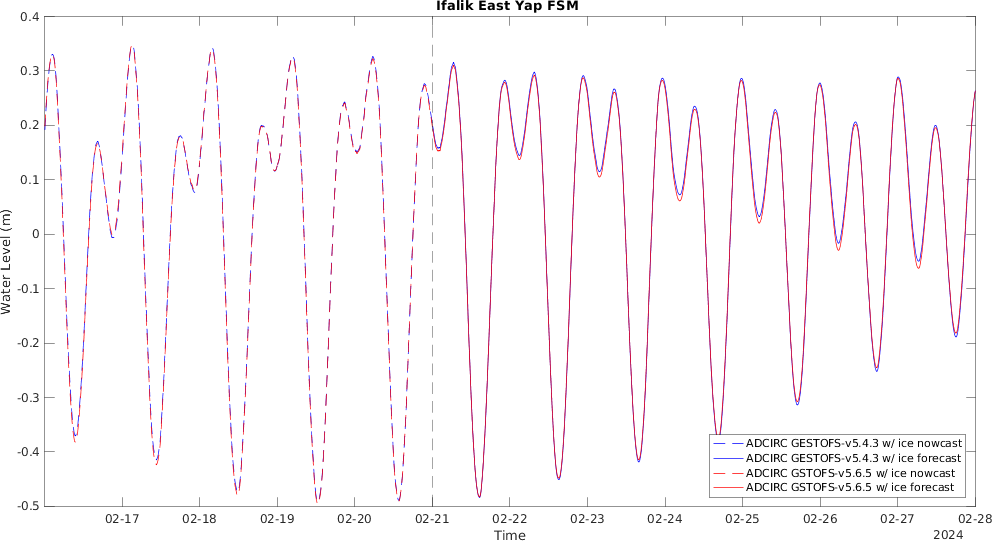 Ifalik East Yap FSM
0.4
0.3
0.2
0.1
0
-0.1
-0.2
-0.3
-0.4
-0.5
Water Level (m)
ADCIRC GESTOFS-v5.4.3 w/ ice nowcast
ADCIRC GESTOFS-v5.4.3 w/ ice forecast
ADCIRC GSTOFS-v5.6.5 w/ ice nowcast
ADCIRC GSTOFS-v5.6.5 w/ ice forecast
02-17 02-18 02-19 02-20 02-21 02-22 02-23 02-24 02-25 02-26 02-27 02-28
Time
2024